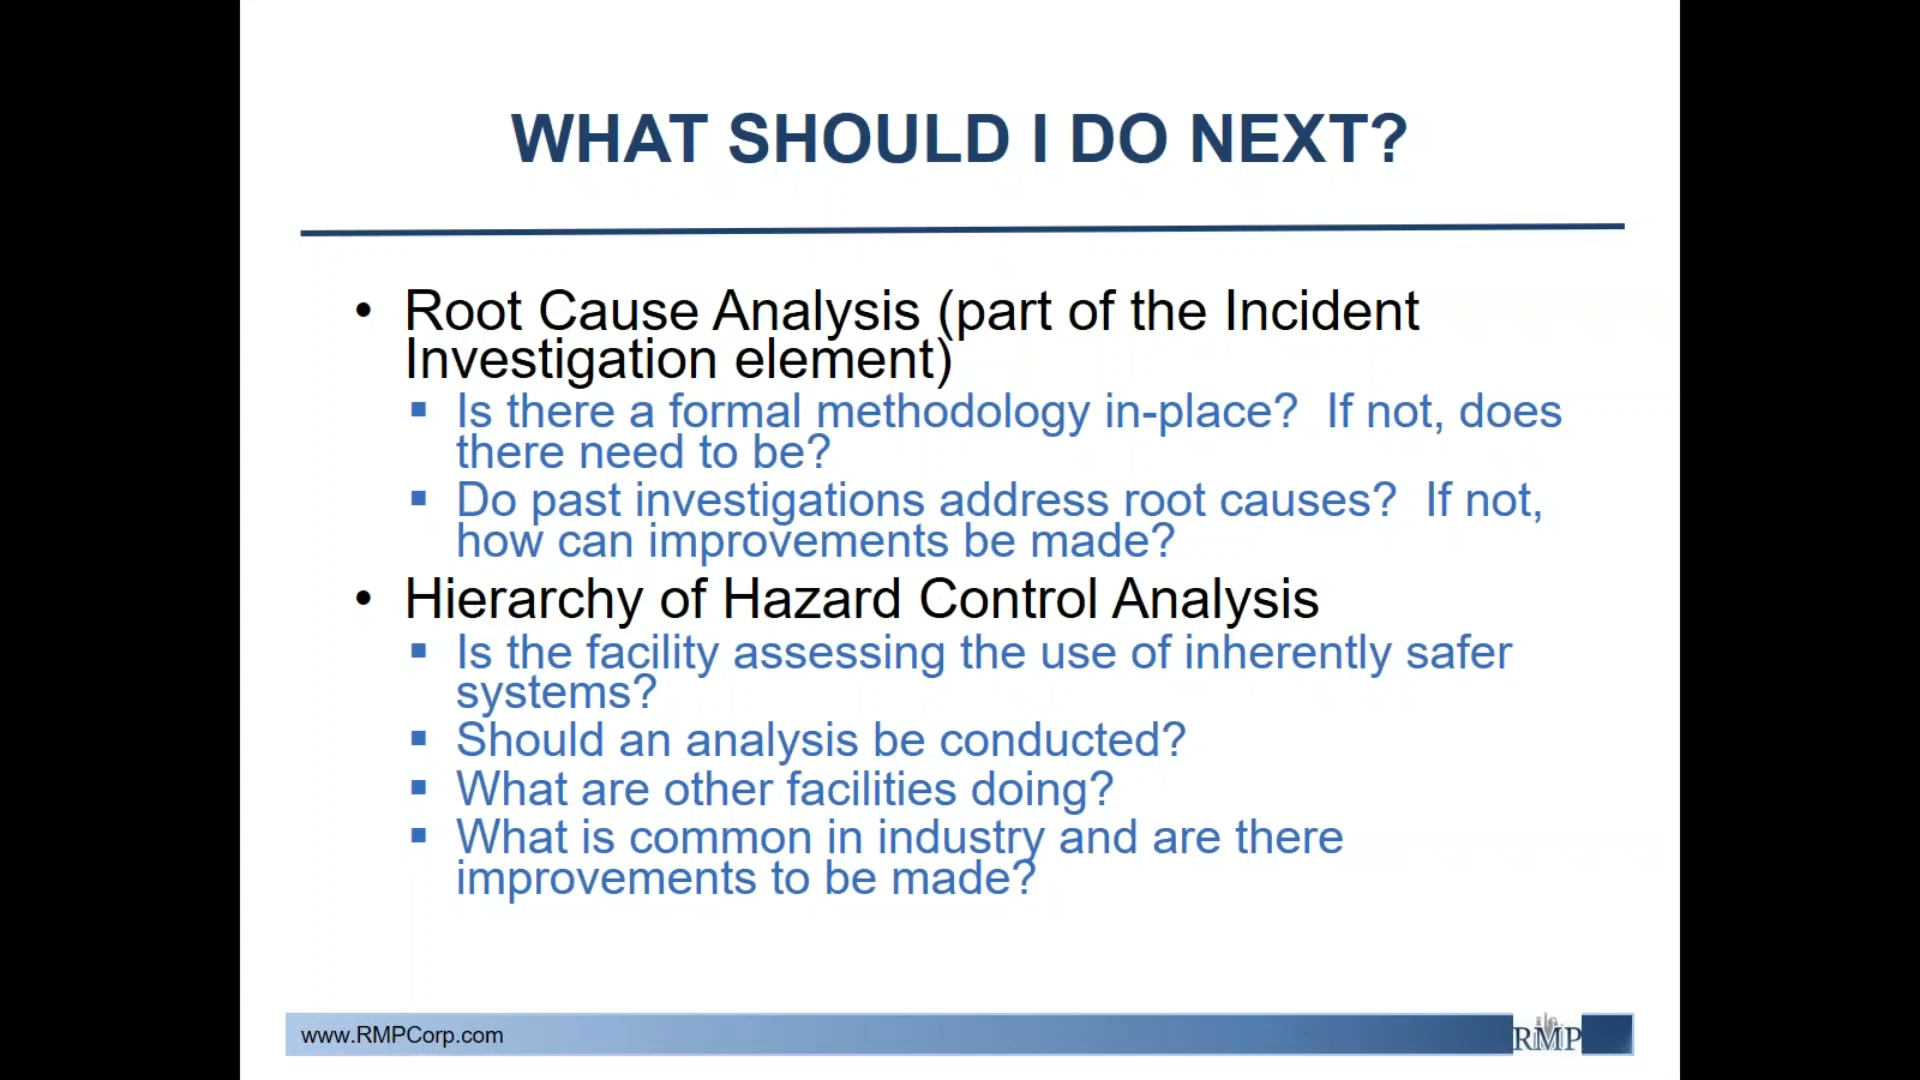 WHAT SHOULD I DO NEXT?
• Root Cause Analysis (part of the Incident
Investigation element)
▪ Is there a formal methodology in-place?  If not, does
there need to be?
▪ Do past investigations address root causes?  If not,
how can improvements be made?
• Hierarchy of Hazard Control Analysis
▪ Is the facility assessing the use of inherently safer
systems?
▪ Should an analysis be conducted?
▪ What are other facilities doing?
▪ What is common in industry and are there
improvements to be made?
www.RMPCorp.com
RMP